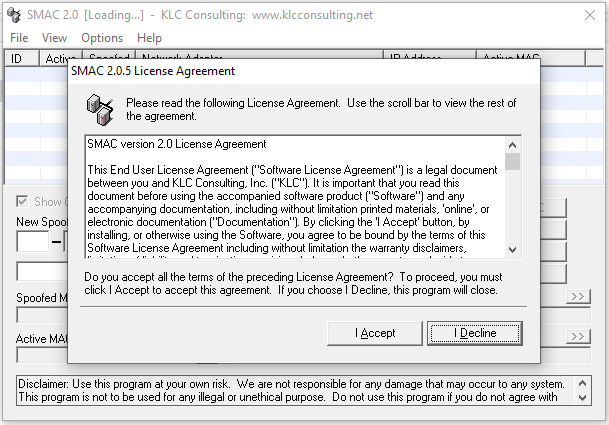 SMAC 2.0 [Loading...] - KLC Consulting: www.klcconsulting.net
File View Options Help
ID Active Spoofed Network Adapter IP Address Active MAC
SMAC 2.0.5 License Agreement
Please read the following License Agreement. Use the scroll bar to view the rest of
the agreement.
SMAC version 2.0 License Agreement
This End User License Agreement ("Software License Agreement") is a legal document
between you and KLC Consulting, Inc. ("KLC"). It is important that you read this
document before using the accompanied software product ("Software") and any
accompanying documentation, including without limitation printed materials, 'online', or
electronic documentation ("Documentation"). By clicking the 'I Accept' button, by
installing, or otherwise using the Software, you agree to be bound by the terms of this
Software License Agreement including without limitation the warranty disclaimers,
Do you accept all the terms of the preceding License Agreement? To proceed, you must
click I Accept to accept this agreement. If you choose I Decline, this program will close.
I Accept I Decline
Show
New Spoo
Spoofed M
>>
Active MAC
>>
Disclaimer: Use this program at your own risk. We are not responsible for any damage that may occur to any system.
This program is not to be used for any illegal or unethical purpose. Do not use this program if you do not agree with